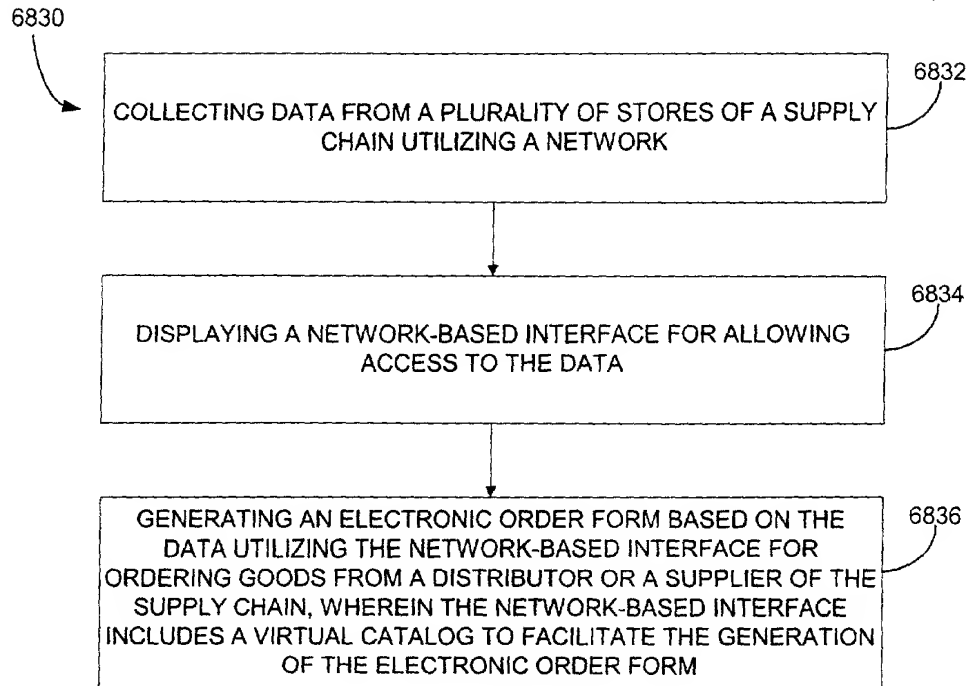 6830
6832
COLLECTING DATA FROM A PLURALITY OF STORES OF A SUPPLY
CHAIN UTILIZING A NETWORK
6834
DISPLAYING A NETWORK-BASED INTERFACE FOR ALLOWING
ACCESS TO THE DATA
6836
GENERATING AN ELECTRONIC ORDER FORM BASED ON THE
DATA UTILIZING THE NETWORK-BASED INTERFACE FOR
ORDERING GOODS FROM A DISTRIBUTOR OR A SUPPLIER OF THE
SUPPLY CHAIN, WHEREIN THE NETWORK-BASED INTERFACE
INCLUDES A VIRTUAL CATALOG TO FACILITATE THE GENERATION
OF THE ELECTRONIC ORDER FORM